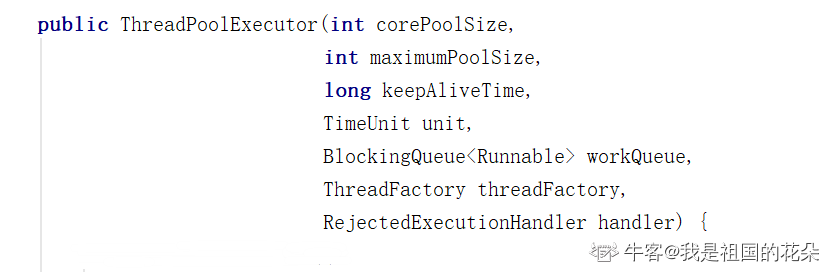 public ThreadPoolExecutor(int corePoolSize,
int maximumPoolSize,
long keepAliveTime,
TimeUnit unit,
BlockingQueue<Runnable> workQueue,
ThreadFactory threadFactory,
RejectedExecutionHandler handler) {
牛客@我是祖国的花朵